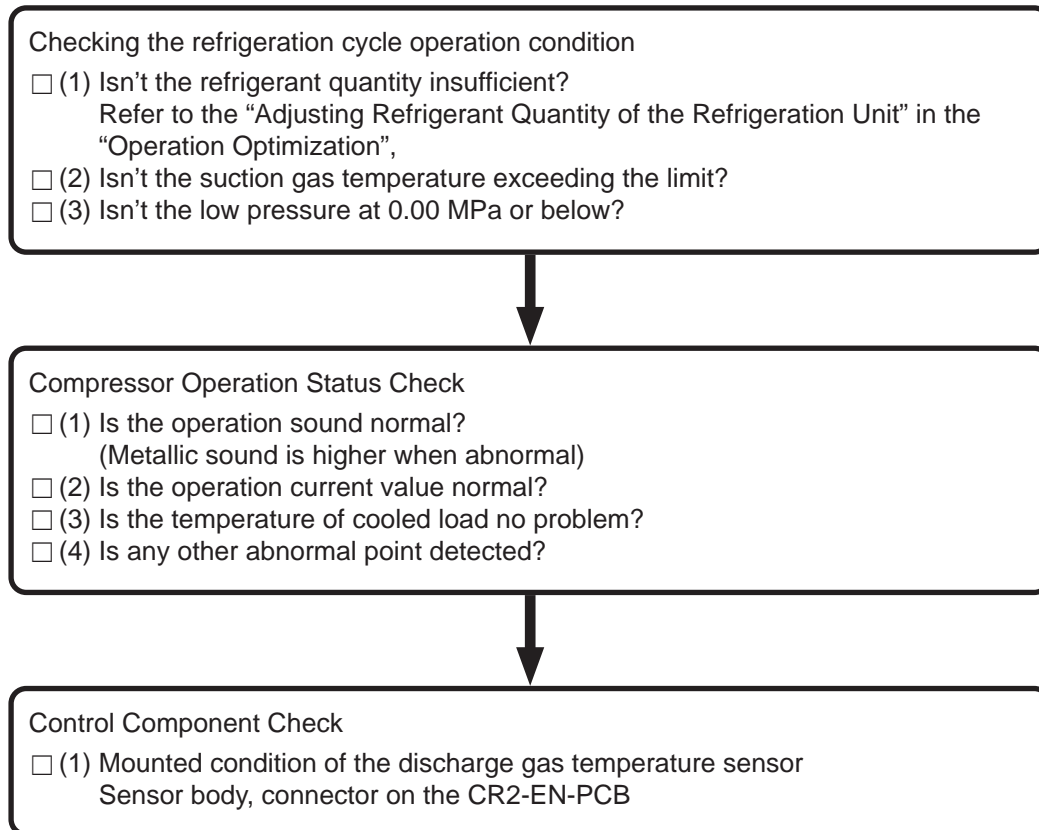 Checking the refrigeration cycle operation condition
□ (1) Isn’t the refrigerant quantity insufficient?
Refer to the “Adjusting Refrigerant Quantity of the Refrigeration Unit” in the
“Operation Optimization”,
□ (2) Isn’t the suction gas temperature exceeding the limit?
□ (3) Isn’t the low pressure at 0.00 MPa or below?
Compressor Operation Status Check
□ (1) Is the operation sound normal?
(Metallic sound is higher when abnormal)
□ (2) Is the operation current value normal?
□ (3) Is the temperature of cooled load no problem?
□ (4) Is any other abnormal point detected?
Control Component Check
□ (1) Mounted condition of the discharge gas temperature sensor
Sensor body, connector on the CR2-EN-PCB